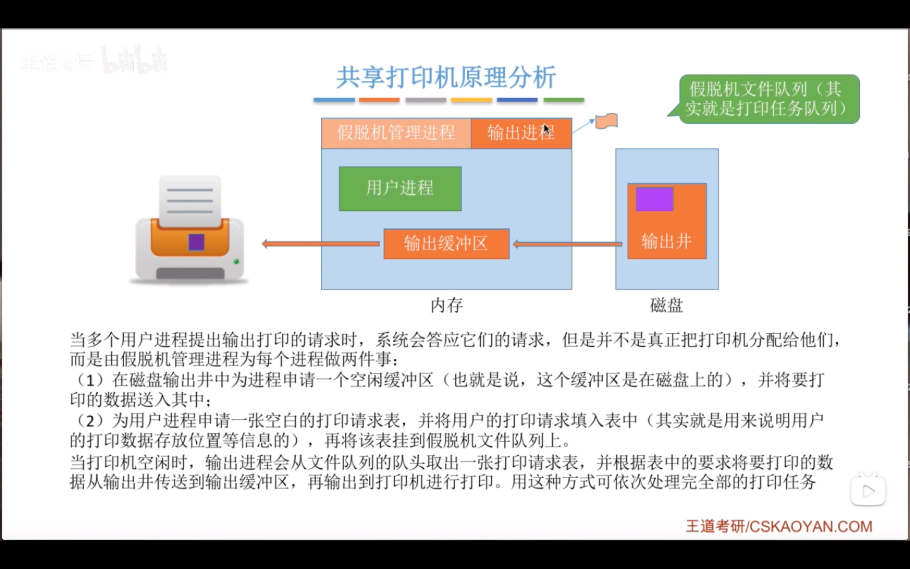 共享打印机原理分析
假脱机文件队列（其
实就是打印任务队列）
假脱机管理进程
输出进程
用户进程
输出缓冲区
输出井
内存
磁盘
当多个用户进程提出输出打印的请求时，系统会答应它们的请求，但是并不是真正把打印机分配给他们，
而是由假脱机管理进程为每个进程做两件事：
（1）在磁盘输出井中为进程申请一个空闲缓冲区（也就是说，这个缓冲区是在磁盘上的），并将要打
印的数据送入其中；
（2）为用户进程申请一张空白的打印请求表，并将用户的打印请求填入表中（其实就是用来说明用户
的打印数据存放位置等信息的），再将该表挂到假脱机文件队列上。
当打印机空闲时，输出进程会从文件队列的队头取出一张打印请求表，并根据表中的要求将要打印的数
据从输出井传送到输出缓冲区，再输出到打印机进行打印。用这种方式可依次处理完全部的打印任务
王道考研/CSKAOYAN.COM